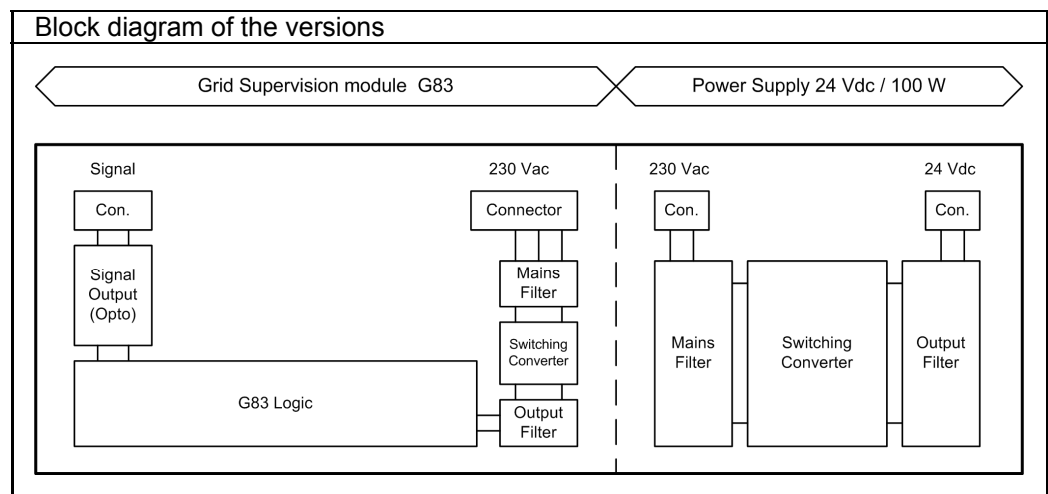 Block diagram of the versions
Grid Supervision module G83
Power Supply 24 Vdc / 100 W
Signal
230 Vac
230 Vac
24 Vdc
Con.
Connector
Con.
Con.
Signal
Output
(Opto)
Mains
Filter
Switching
Converter
Mains
Filter
Switching
Converter
Output
Filter
G83 Logic
Output
Filter